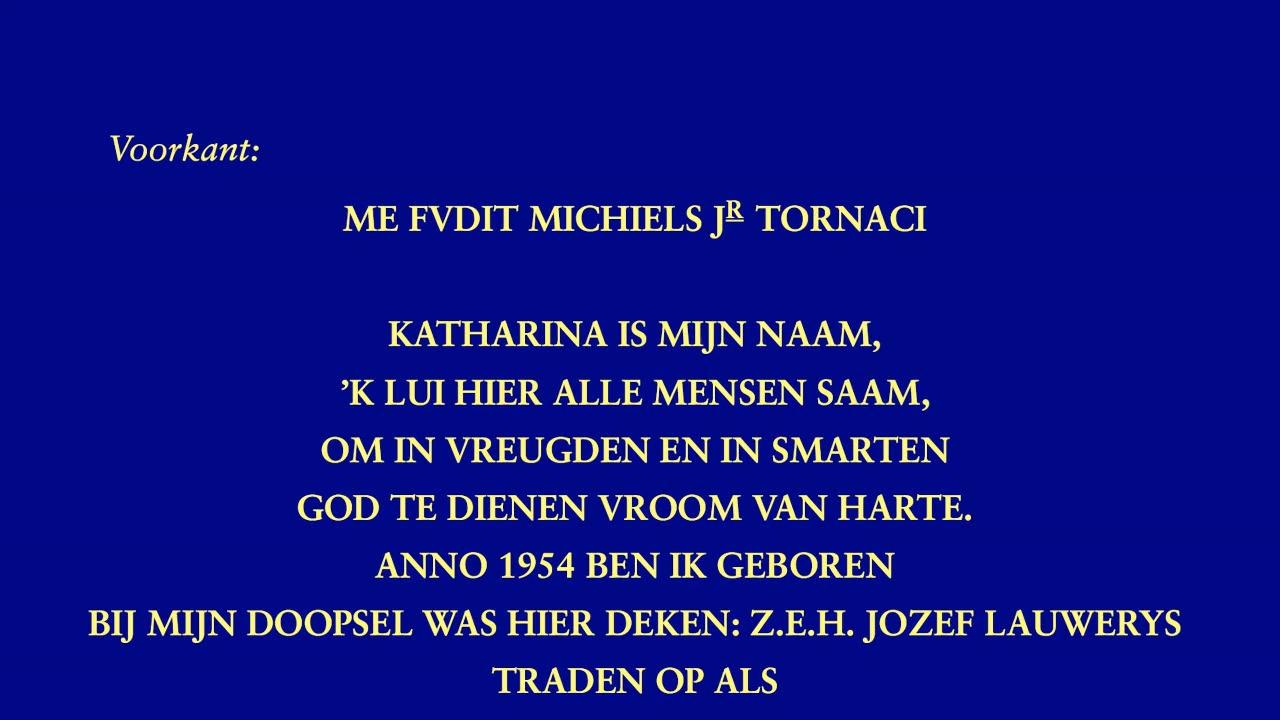 Voorkant:
ME FVDIT MICHIELS Jᴿ TORNACI
KATHARINA IS MIJN NAAM,
’K LUI HIER ALLE MENSEN SAAM,
OM IN VREUGDEN EN IN SMARTEN
GOD TE DIENEN VROOM VAN HARTE.
ANNO 1954 BEN IK GEBOREN
BIJ MIJN DOOPSEL WAS HIER DEKEN: Z.E.H. JOZEF LAUWERYS
TRADEN OP ALS